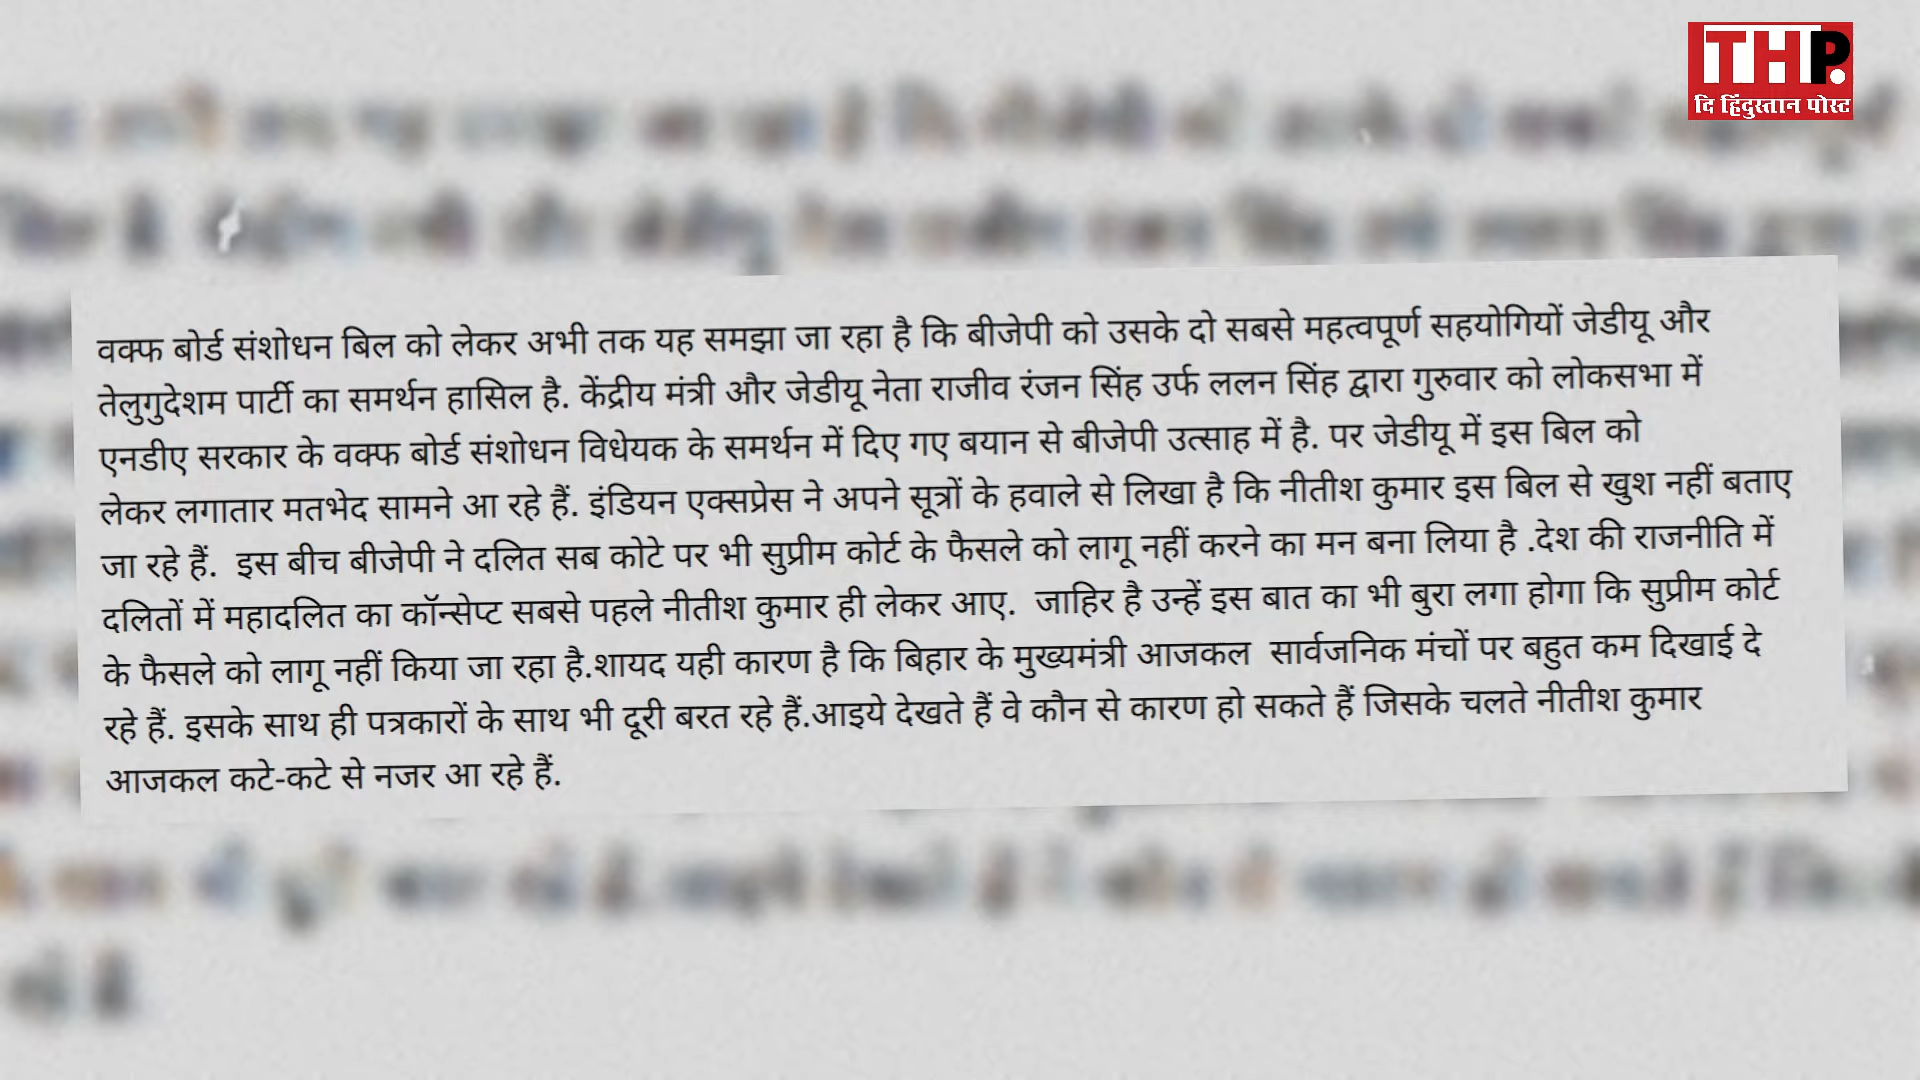 THP.
दि हिंदुस्तान पोस्ट
वक्फ बोर्ड संशोधन बिल को लेकर अभी तक यह समझा जा रहा है कि बीजेपी को उसके दो सबसे महत्वपूर्ण सहयोगियों जेडीयू और
तेलुगुदेशम पार्टी का समर्थन हासिल है. केंद्रीय मंत्री और जेडीयू नेता राजीव रंजन सिंह उर्फ ललन सिंह द्वारा गुरुवार को लोकसभा में
एनडीए सरकार के वक्फ बोर्ड संशोधन विधेयक के समर्थन में दिए गए बयान से बीजेपी उत्साह में है. पर जेडीयू में इस बिल को
लेकर लगातार मतभेद सामने आ रहे हैं. इंडियन एक्सप्रेस ने अपने सूत्रों के हवाले से लिखा है कि नीतीश कुमार इस बिल से खुश नहीं बताए
जा रहे हैं.  इस बीच बीजेपी ने दलित सब कोटे पर भी सुप्रीम कोर्ट के फैसले को लागू नहीं करने का मन बना लिया है .देश की राजनीति में
दलितों में महादलित का कॉन्सेप्ट सबसे पहले नीतीश कुमार ही लेकर आए.  जाहिर है उन्हें इस बात का भी बुरा लगा होगा कि सुप्रीम कोर्ट
के फैसले को लागू नहीं किया जा रहा है.शायद यही कारण है कि बिहार के मुख्यमंत्री आजकल  सार्वजनिक मंचों पर बहुत कम दिखाई दे
रहे हैं. इसके साथ ही पत्रकारों के साथ भी दूरी बरत रहे हैं.आइये देखते हैं वे कौन से कारण हो सकते हैं जिसके चलते नीतीश कुमार
आजकल कटे-कटे से नजर आ रहे हैं.